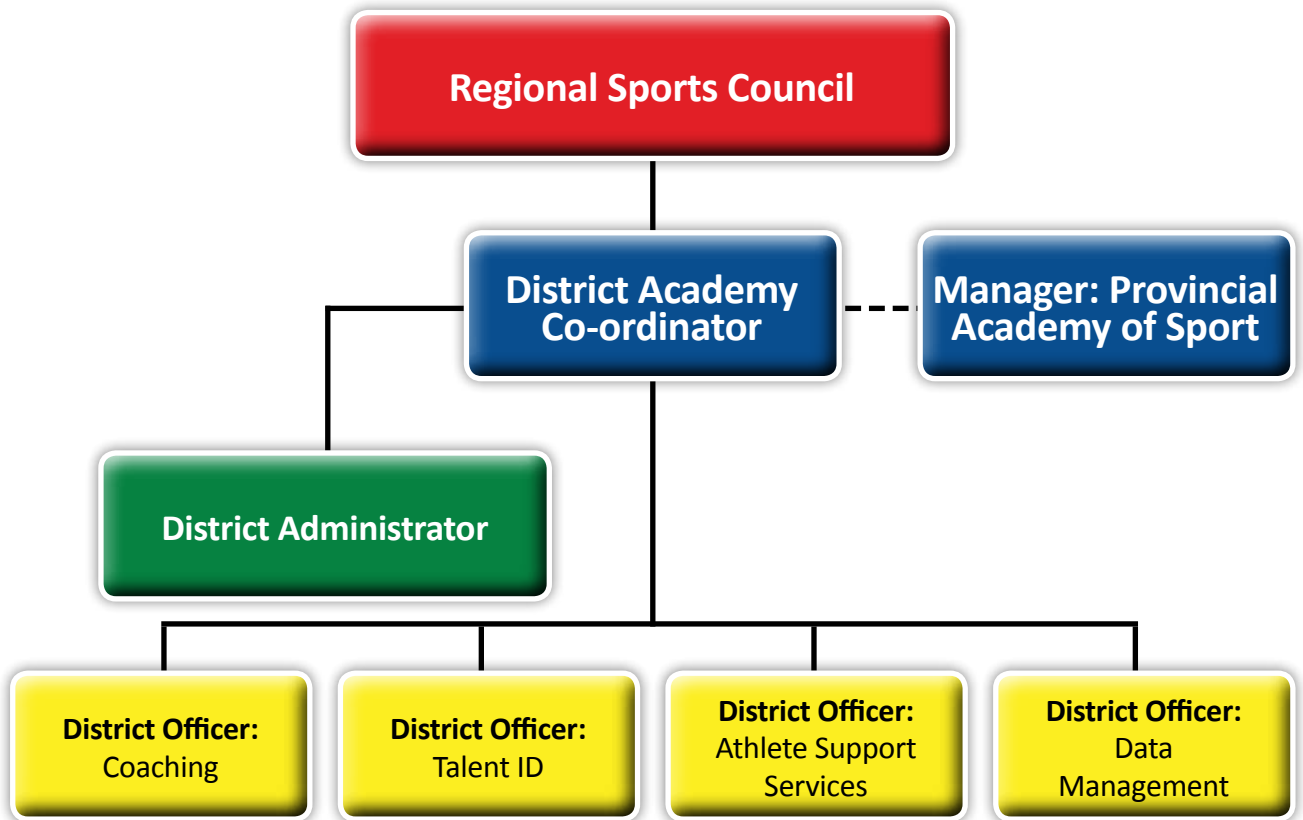 Regional Sports Council
District Academy
Co-ordinator
Manager: Provincial
Academy of Sport
District Administrator
District Officer:
Coaching
District Officer:
Talent ID
District Officer:
Athlete Support
Services
District Officer:
Data
Management